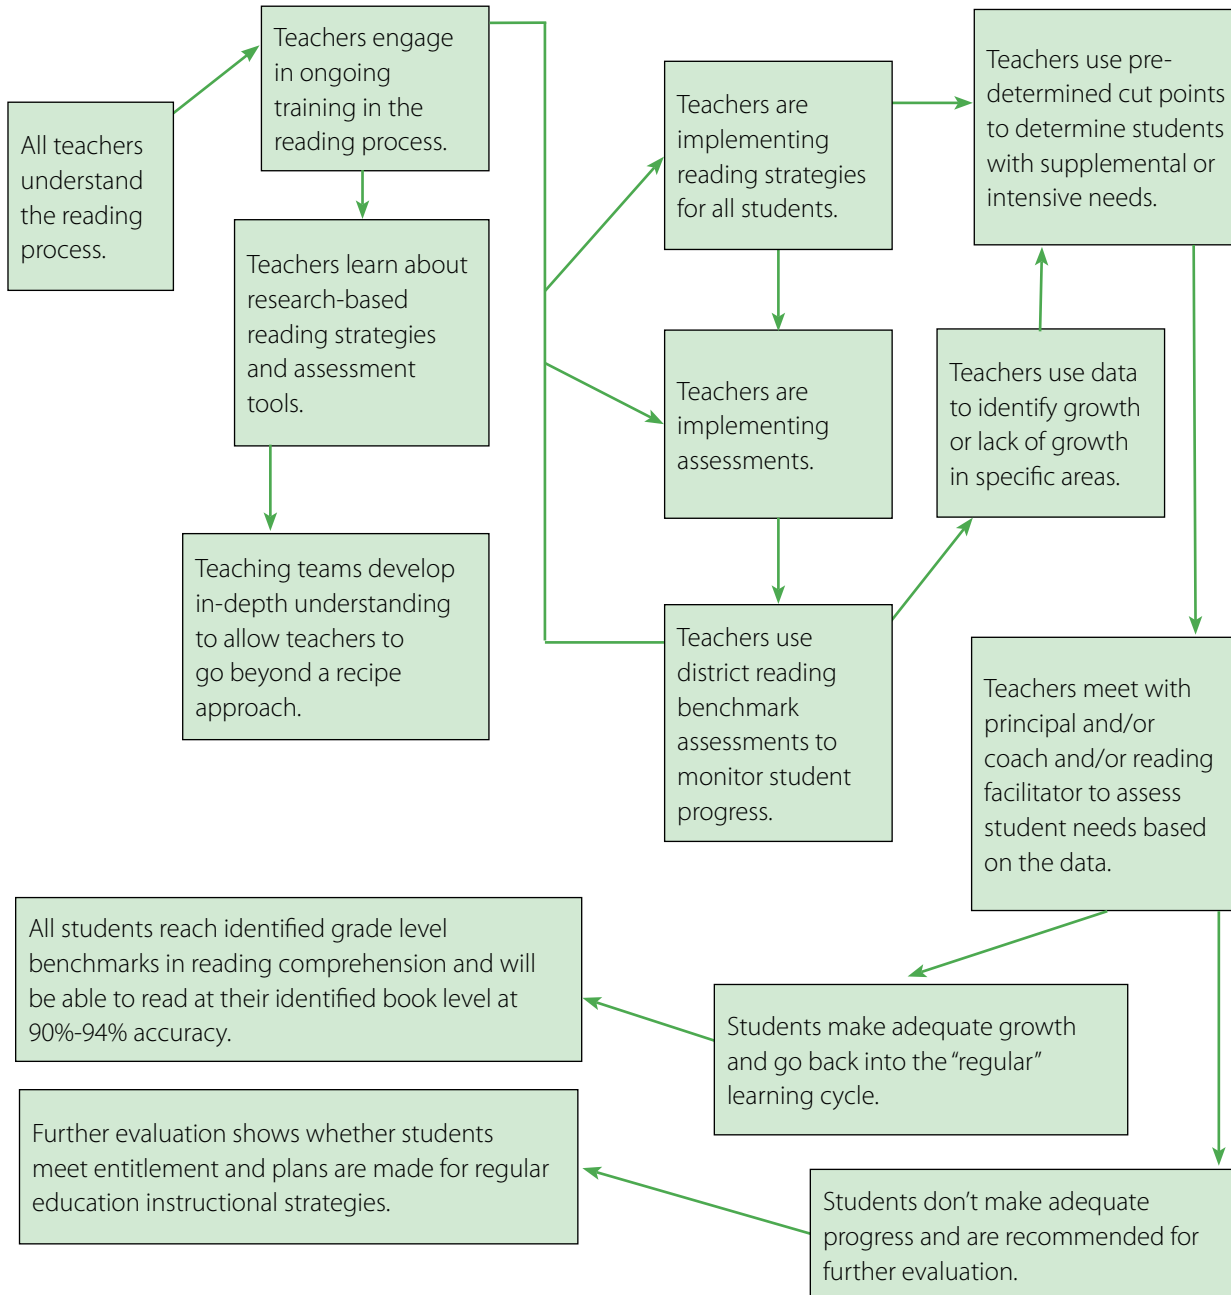 All teachers
understand
the reading
process.
Teachers engage
in ongoing
training in the
reading process.
Teachers learn about
research-based
reading strategies
and assessment
tools.
Teaching teams develop
in-depth understanding
to allow teachers to
go beyond a recipe
approach.
Teachers are
implementing
reading strategies
for all students.
Teachers are
implementing
assessments.
Teachers use
district reading
benchmark
assessments to
monitor student
progress.
Teachers use data
to identify growth
or lack of growth
in specific areas.
Teachers use pre-
determined cut points
to determine students
with supplemental or
intensive needs.
Teachers meet with
principal and/or
coach and/or reading
facilitator to assess
student needs based
on the data.
Students make adequate growth
and go back into the “regular”
learning cycle.
All students reach identified grade level
benchmarks in reading comprehension and will
be able to read at their identified book level at
90%-94% accuracy.
Students don’t make adequate
progress and are recommended for
further evaluation.
Further evaluation shows whether students
meet entitlement and plans are made for regular
education instructional strategies.